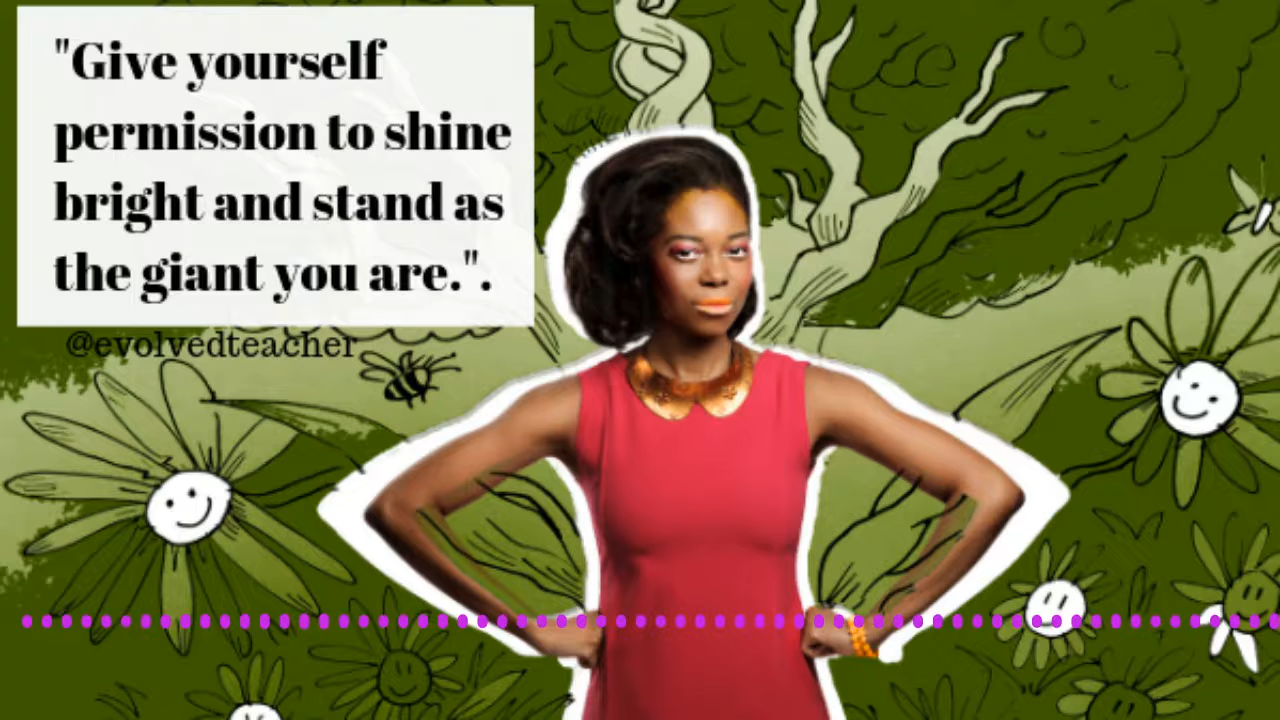 "Give yourself
permission to shine
bright and stand as
the giant you are.".
@evolvedteacher